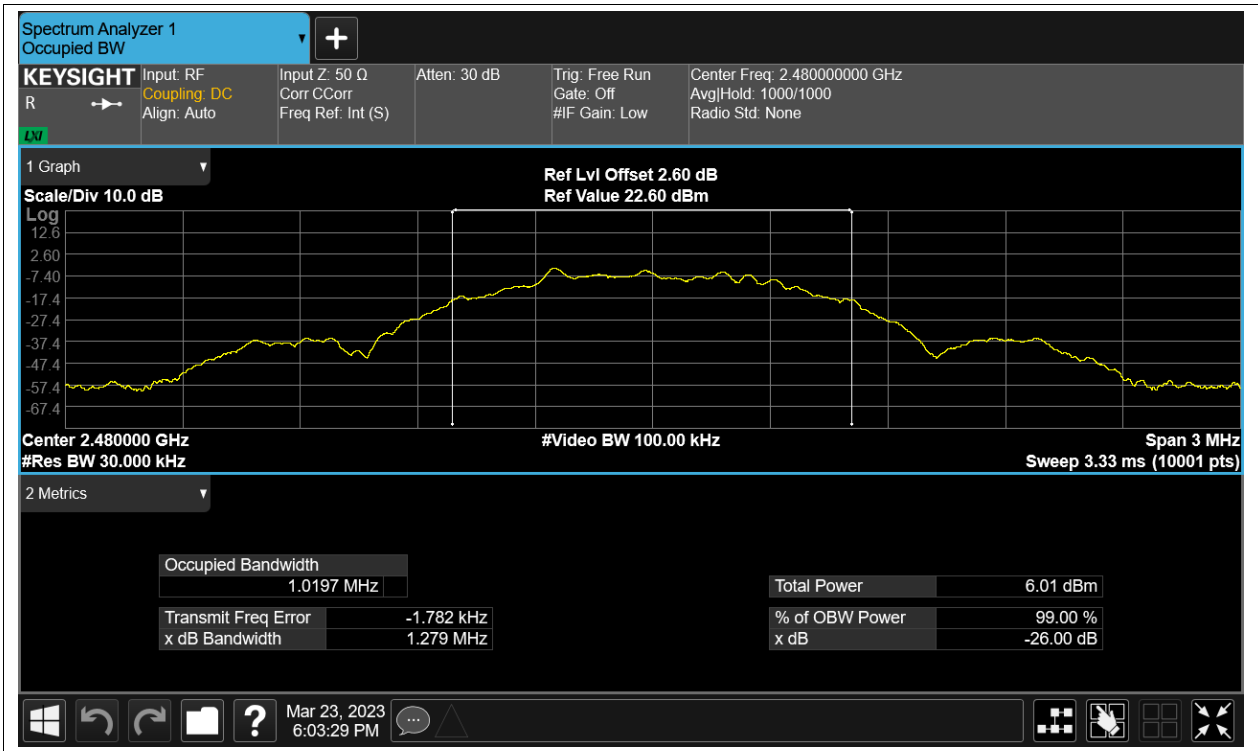 Spectrum Analyzer 1
Occupied BW
KEYSIGHT
R
LXI
Input: RF
Coupling: DC
Align: Auto
Input Z: 50 Ω
Corr CCorr
Freq Ref: Int (S)
Atten: 30 dB
Trig: Free Run
Gate: Off
#IF Gain: Low
Center Freq: 2.480000000 GHz
Avg|Hold: 1000/1000
Radio Std: None
1 Graph
Scale/Div 10.0 dB
Ref Lvl Offset 2.60 dB
Ref Value 22.60 dBm
Log
12.6
2.60
-7.40
-17.4
-27.4
-37.4
-47.4
-57.4
-67.4
Center 2.480000 GHz
#Res BW 30.000 kHz
#Video BW 100.00 kHz
Span 3 MHz
Sweep 3.33 ms (10001 pts)
2 Metrics
Occupied Bandwidth
1.0197 MHz
Transmit Freq Error -1.782 kHz
x dB Bandwidth 1.279 MHz
Total Power 6.01 dBm
% of OBW Power 99.00 %
x dB -26.00 dB
?
Mar 23, 2023
6:03:29 PM